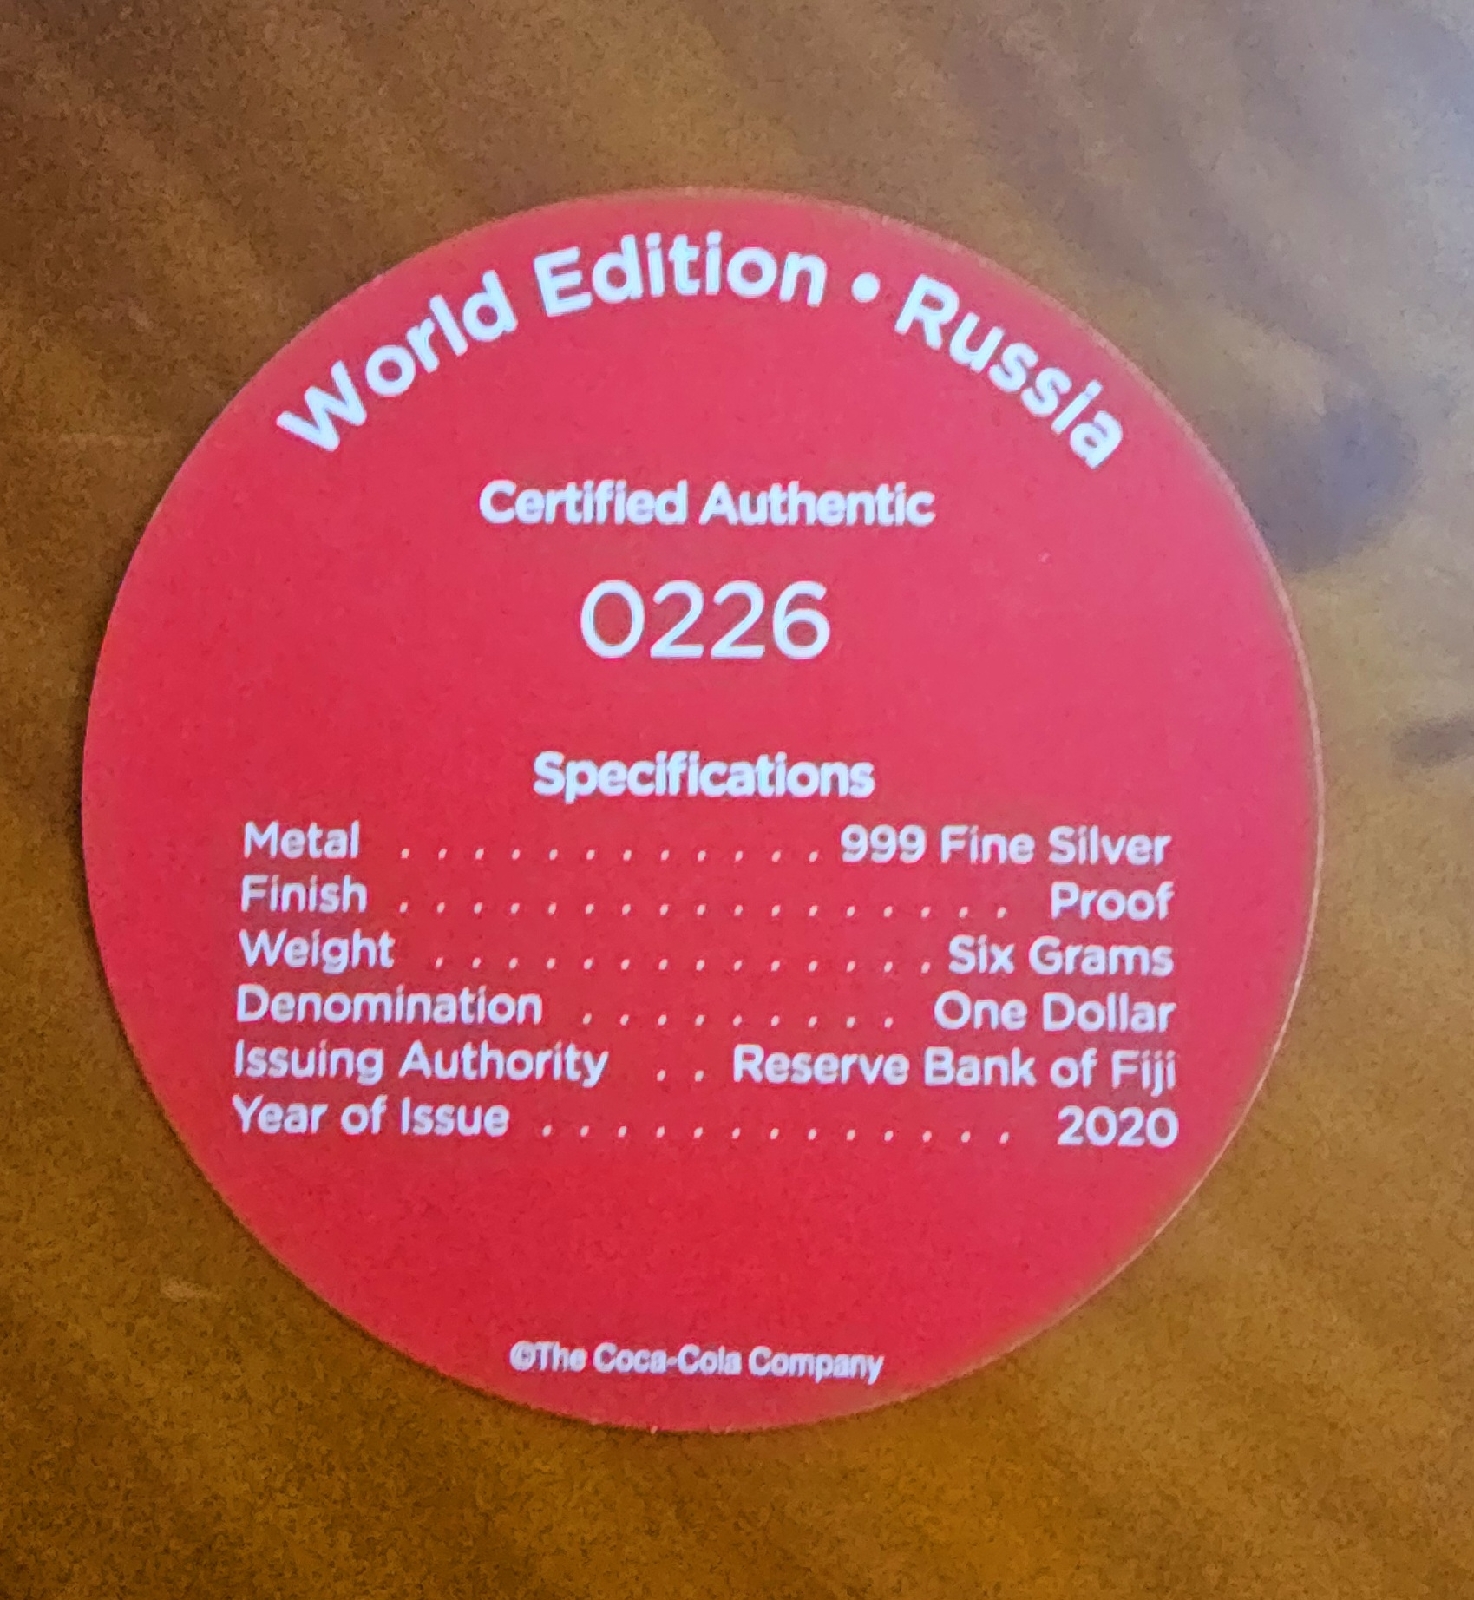 World Edition • Russia
Certified Authentic
0226
Specifications
Metal . . . . . . . . . . . . 999 Fine Silver
Finish . . . . . . . . . . . . . . . . . Proof
Weight . . . . . . . . . . . . . . Six Grams
Denomination . . . . . . . . . One Dollar
Issuing Authority . . Reserve Bank of Fiji
Year of Issue . . . . . . . . . . . . . 2020
©The Coca-Cola Company